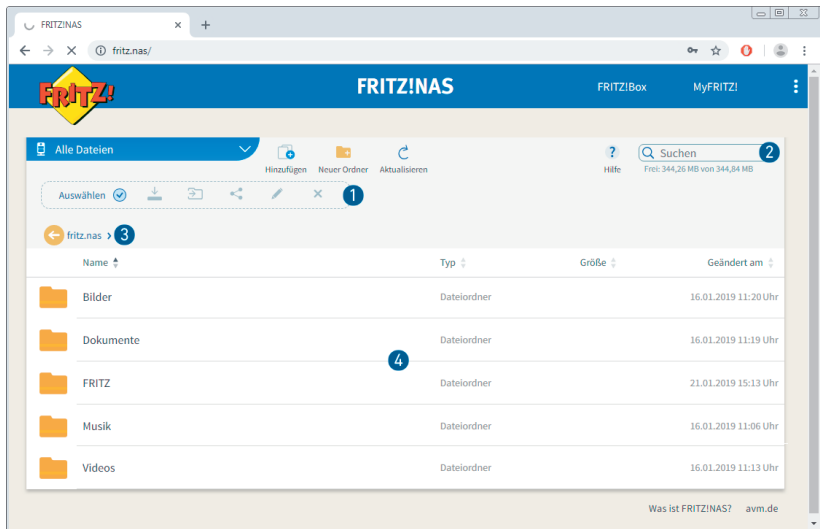 FRITZ!NAS
fritz.nas/
FRITZ!
FRITZ!NAS
FRITZ!Box
MyFRITZ!
Alle Dateien
Hinzufügen
Neuer Ordner
Aktualisieren
? Hilfe
Suchen 2
Frei: 344,26 MB von 344,84 MB
Auswählen 1
fritz.nas > 3
Name Typ Größe Geändert am
Bilder Dateiordner 16.01.2019 11:20 Uhr
Dokumente Dateiordner 16.01.2019 11:19 Uhr
4
FRITZ Dateiordner 21.01.2019 15:13 Uhr
Musik Dateiordner 16.01.2019 11:06 Uhr
Videos Dateiordner 16.01.2019 11:13 Uhr
Was ist FRITZ!NAS? avm.de